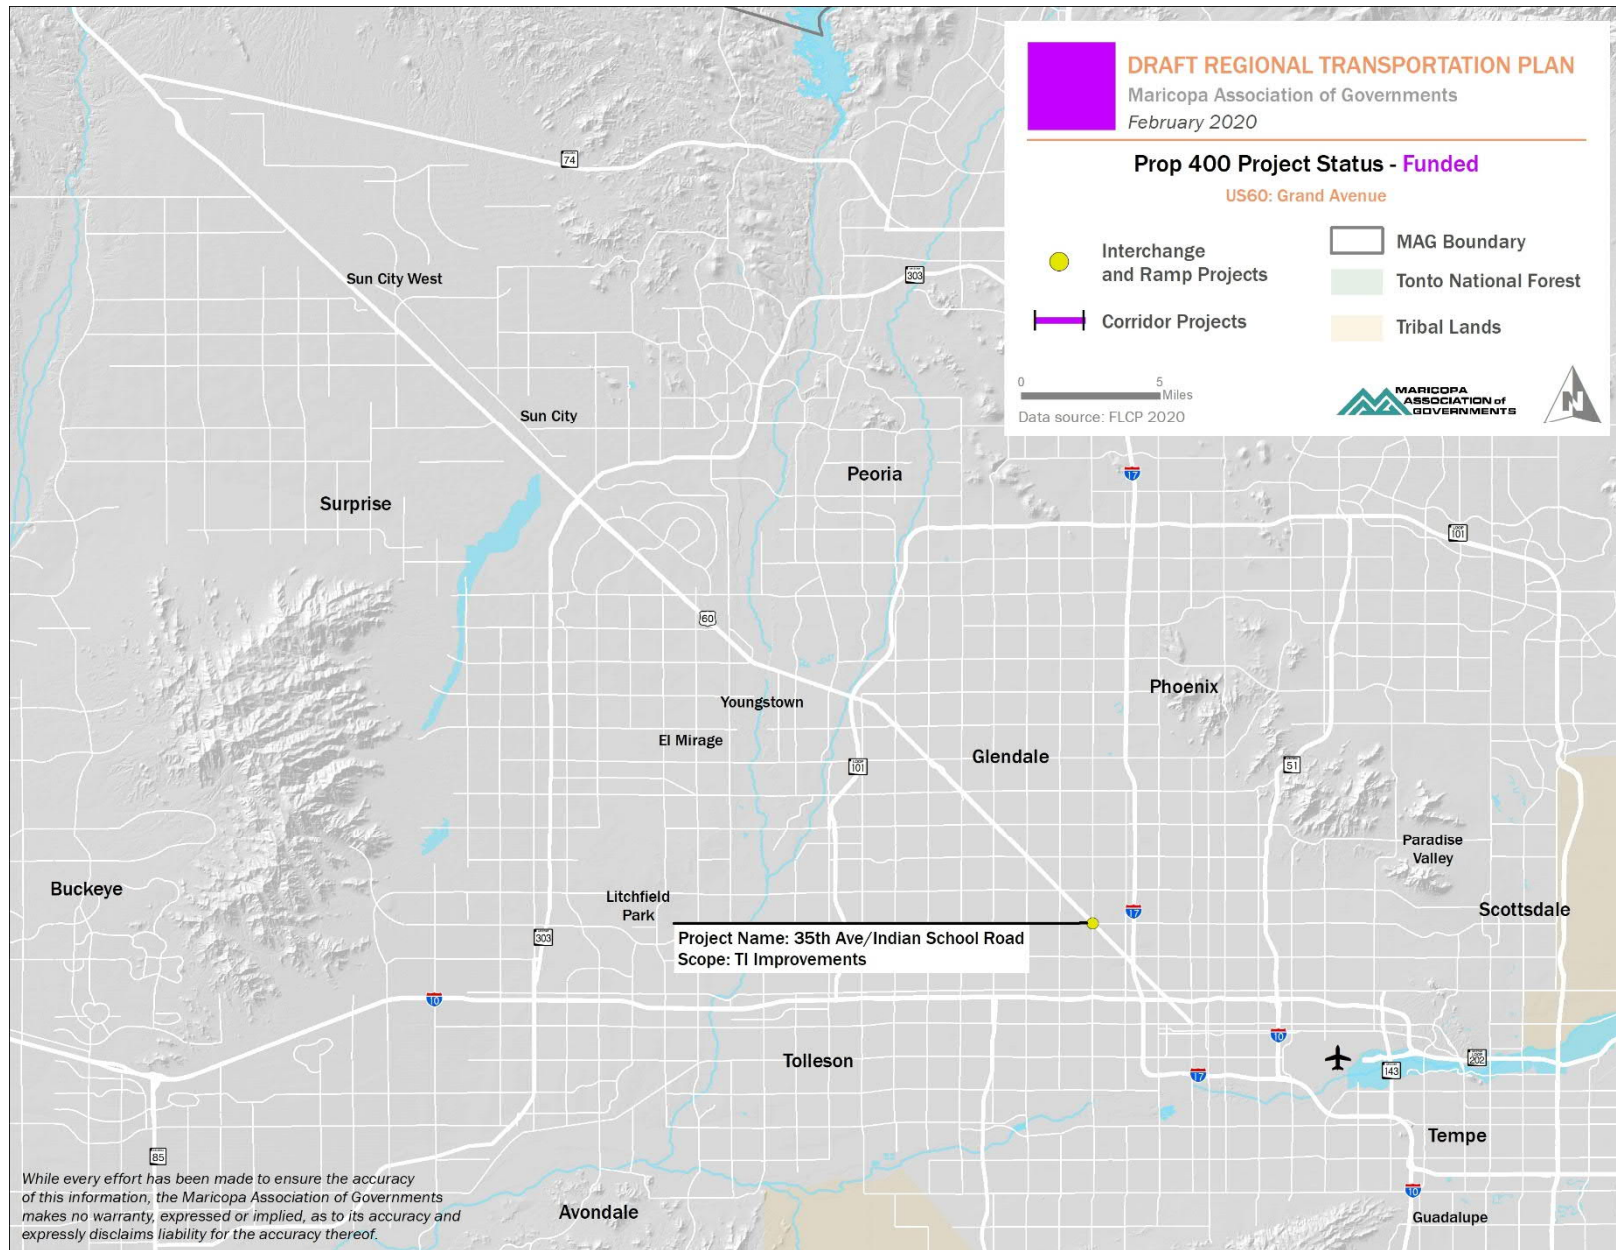 DRAFT REGIONAL TRANSPORTATION PLAN
Maricopa Association of Governments
February 2020
Prop 400 Project Status - Funded
US60: Grand Avenue
Interchange
and Ramp Projects
Corridor Projects
MAG Boundary
Tonto National Forest
Tribal Lands
0 5
Miles
Data source: FLCP 2020
MARICOPA
ASSOCIATION of
GOVERNMENTS
N
74
303
Sun City West
Sun City
Peoria
17
Surprise
LOOP
101
60
Phoenix
Youngstown
El Mirage
Glendale
LOOP
101
51
Paradise
Valley
Buckeye
Litchfield
Park
Scottsdale
17
303
Project Name: 35th Ave/Indian School Road
Scope: TI Improvements
10
10
Tolleson
143
LOOP
202
17
Tempe
85
10
Avondale
Guadalupe
While every effort has been made to ensure the accuracy
of this information, the Maricopa Association of Governments
makes no warranty, expressed or implied, as to its accuracy and
expressly disclaims liability for the accuracy thereof.